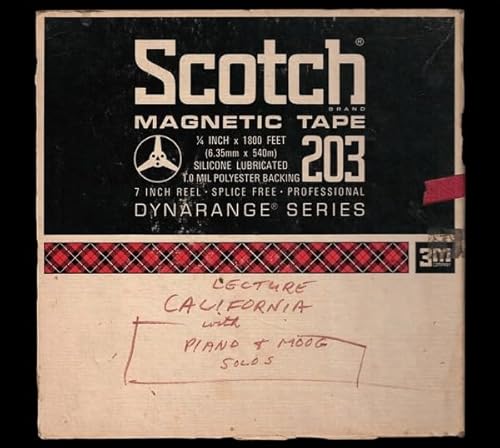 Scotch®
BRAND
MAGNETIC TAPE
¼ INCH x 1800 FEET
(6.35mm x 540m)
SILICONE LUBRICATED
1.0 MIL POLYESTER BACKING
203
7 INCH REEL · SPLICE FREE · PROFESSIONAL
DYNARANGE® SERIES
3M
COMPANY
LECTURE
CALIFORNIA
with
PIANO & MOOG
SOLOS